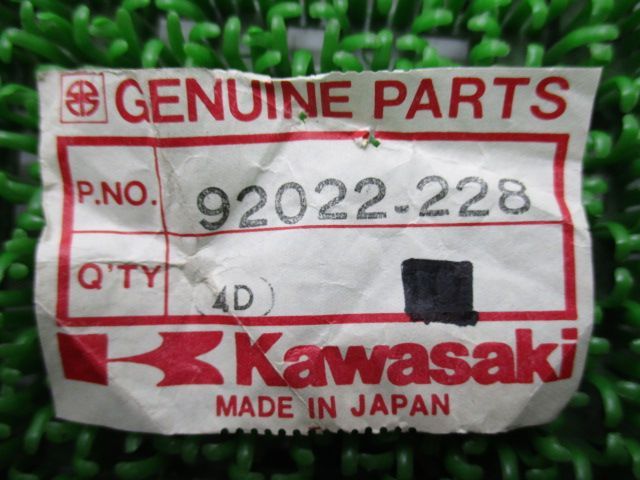 GENUINE PARTS
P.NO. 92022-228
Q'TY (4D)
Kawasaki
MADE IN JAPAN